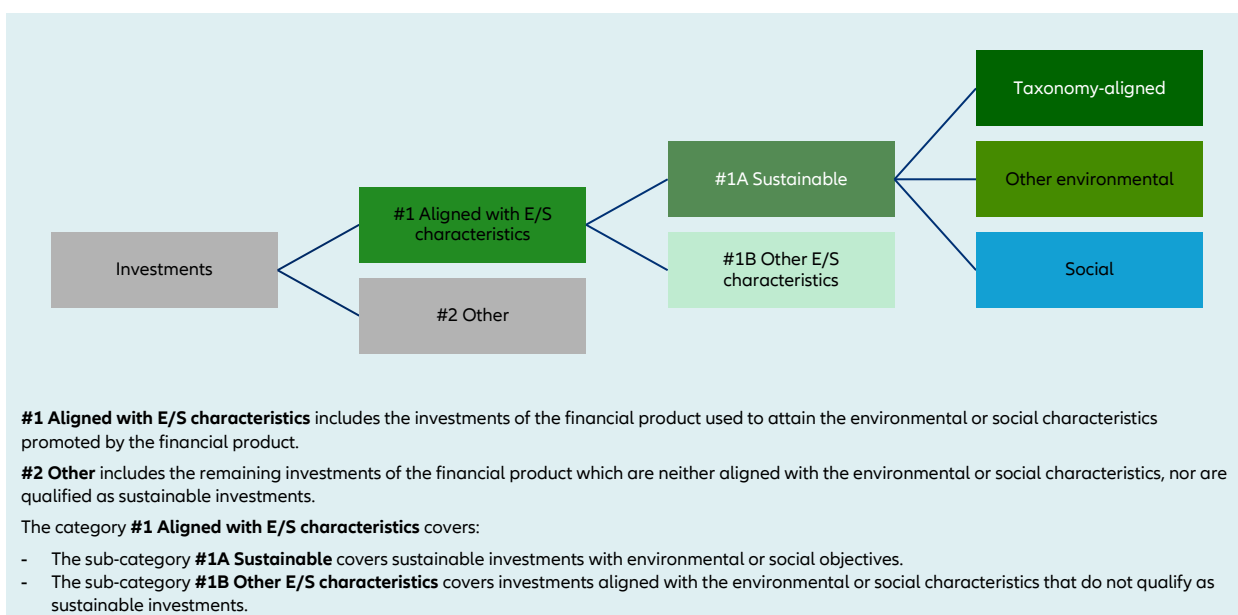 Taxonomy-aligned
#1A Sustainable
Other environmental
#1 Aligned with E/S
characteristics
Investments
#1B Other E/S
characteristics
Social
#2 Other
#1 Aligned with E/S characteristics includes the investments of the financial product used to attain the environmental or social characteristics
promoted by the financial product.
#2 Other includes the remaining investments of the financial product which are neither aligned with the environmental or social characteristics, nor are
qualified as sustainable investments.
The category #1 Aligned with E/S characteristics covers:
- The sub-category #1A Sustainable covers sustainable investments with environmental or social objectives.
- The sub-category #1B Other E/S characteristics covers investments aligned with the environmental or social characteristics that do not qualify as
sustainable investments.